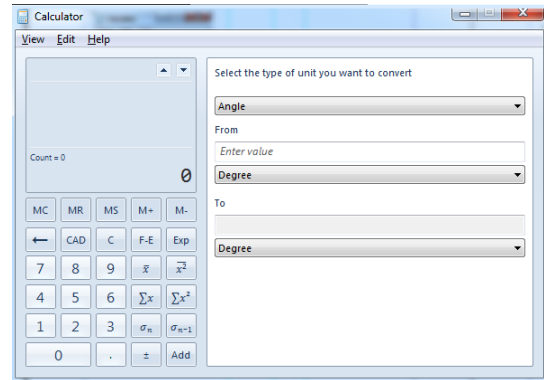 Calculator
View Edit Help
Count = 0
0
MC MR MS M+ M-
← CAD C F-E Exp
7 8 9 x̄ x̄²
4 5 6 ∑x ∑x²
1 2 3 σn σn-1
0 . ± Add
Select the type of unit you want to convert
Angle
From
Enter value
Degree
To
Degree